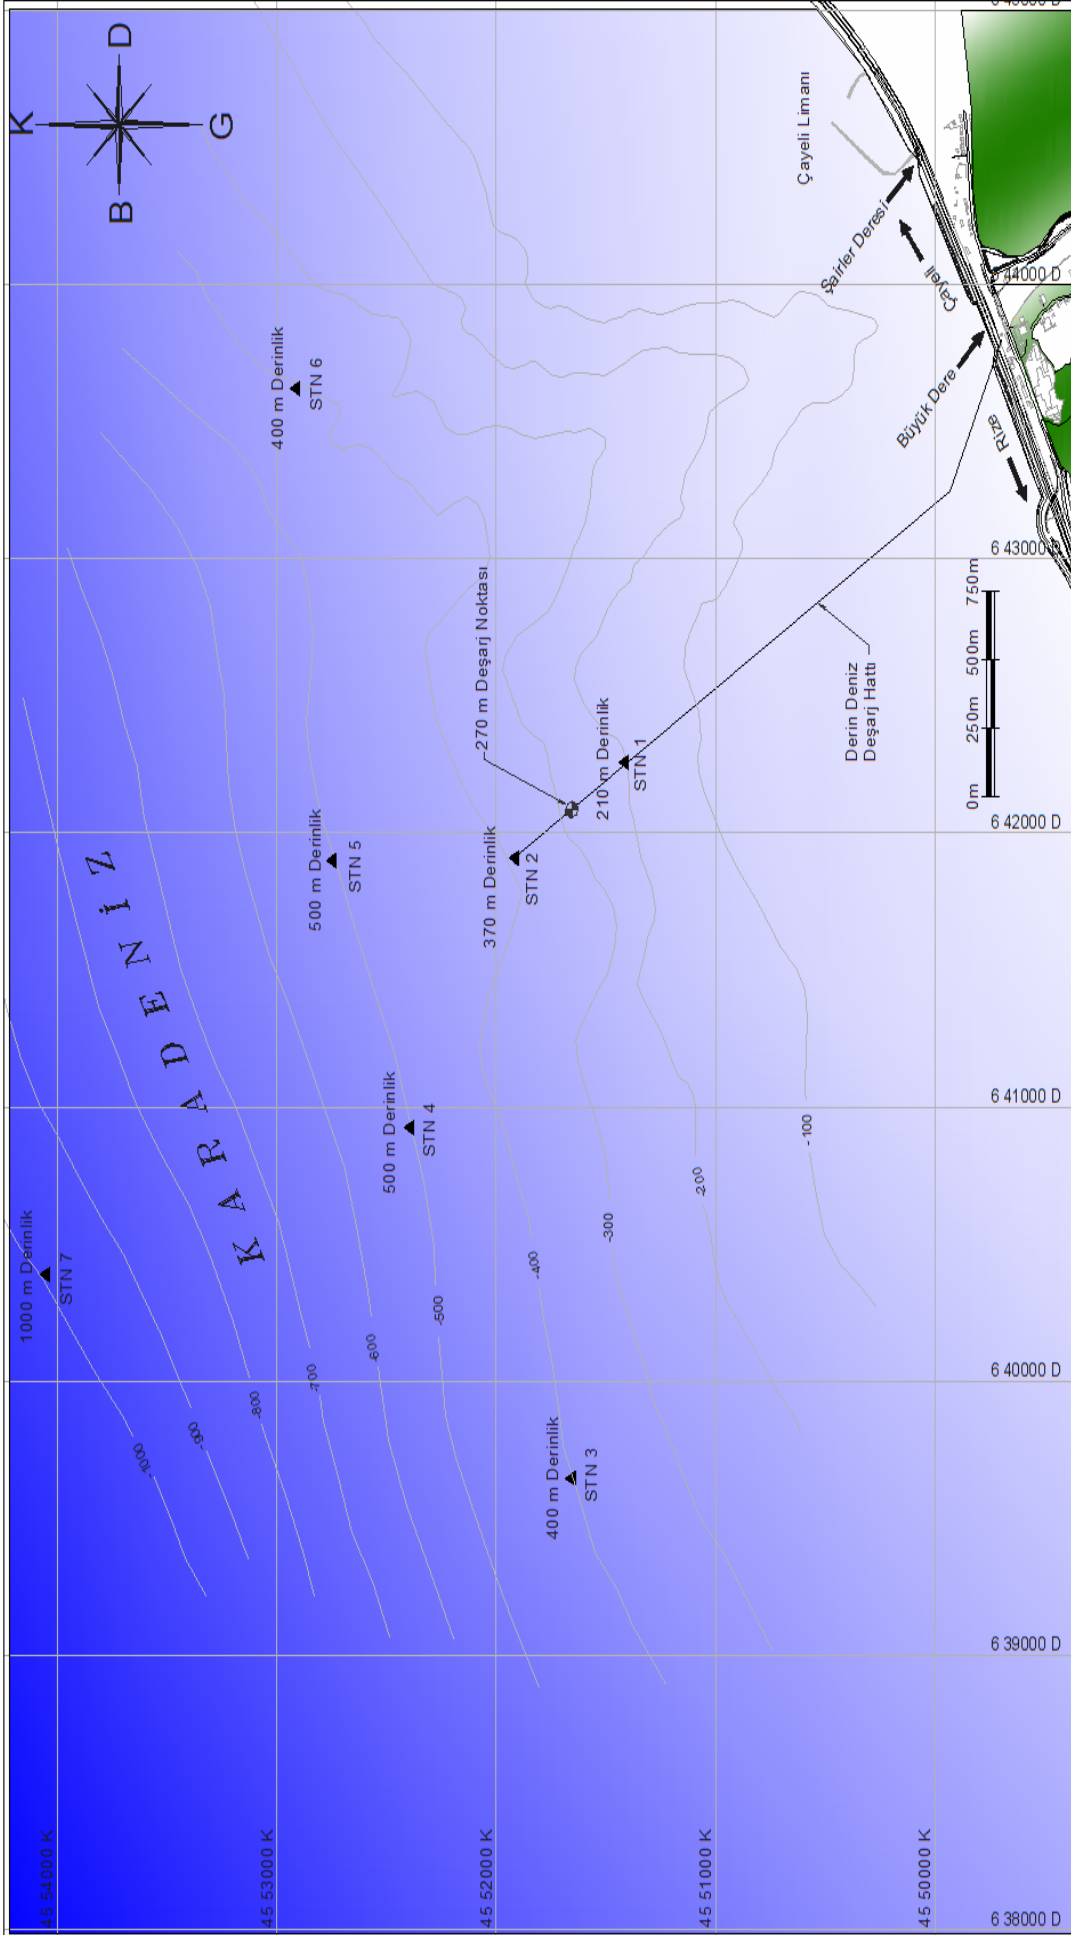 K
D
B
G
Çayeli Limanı
Şairler Deresi
Çayeli
Büyük Dere
Rize
400 m Derinlik
STN 6
270 m Deşarj Noktası
210 m Derinlik
STN 1
370 m Derinlik
STN 2
500 m Derinlik
STN 5
500 m Derinlik
STN 4
1000 m Derinlik
STN 7
400 m Derinlik
STN 3
KARADENİZ
Derin Deniz
Deşarj Hattı
0m 250m 500m 750m
-100
-200
-300
-400
-500
-600
-700
-800
-900
-1000
45 54000 K
45 53000 K
45 52000 K
45 51000 K
45 50000 K
6 38000 D
6 39000 D
6 40000 D
6 41000 D
6 42000 D
6 43000 D
6 44000 D